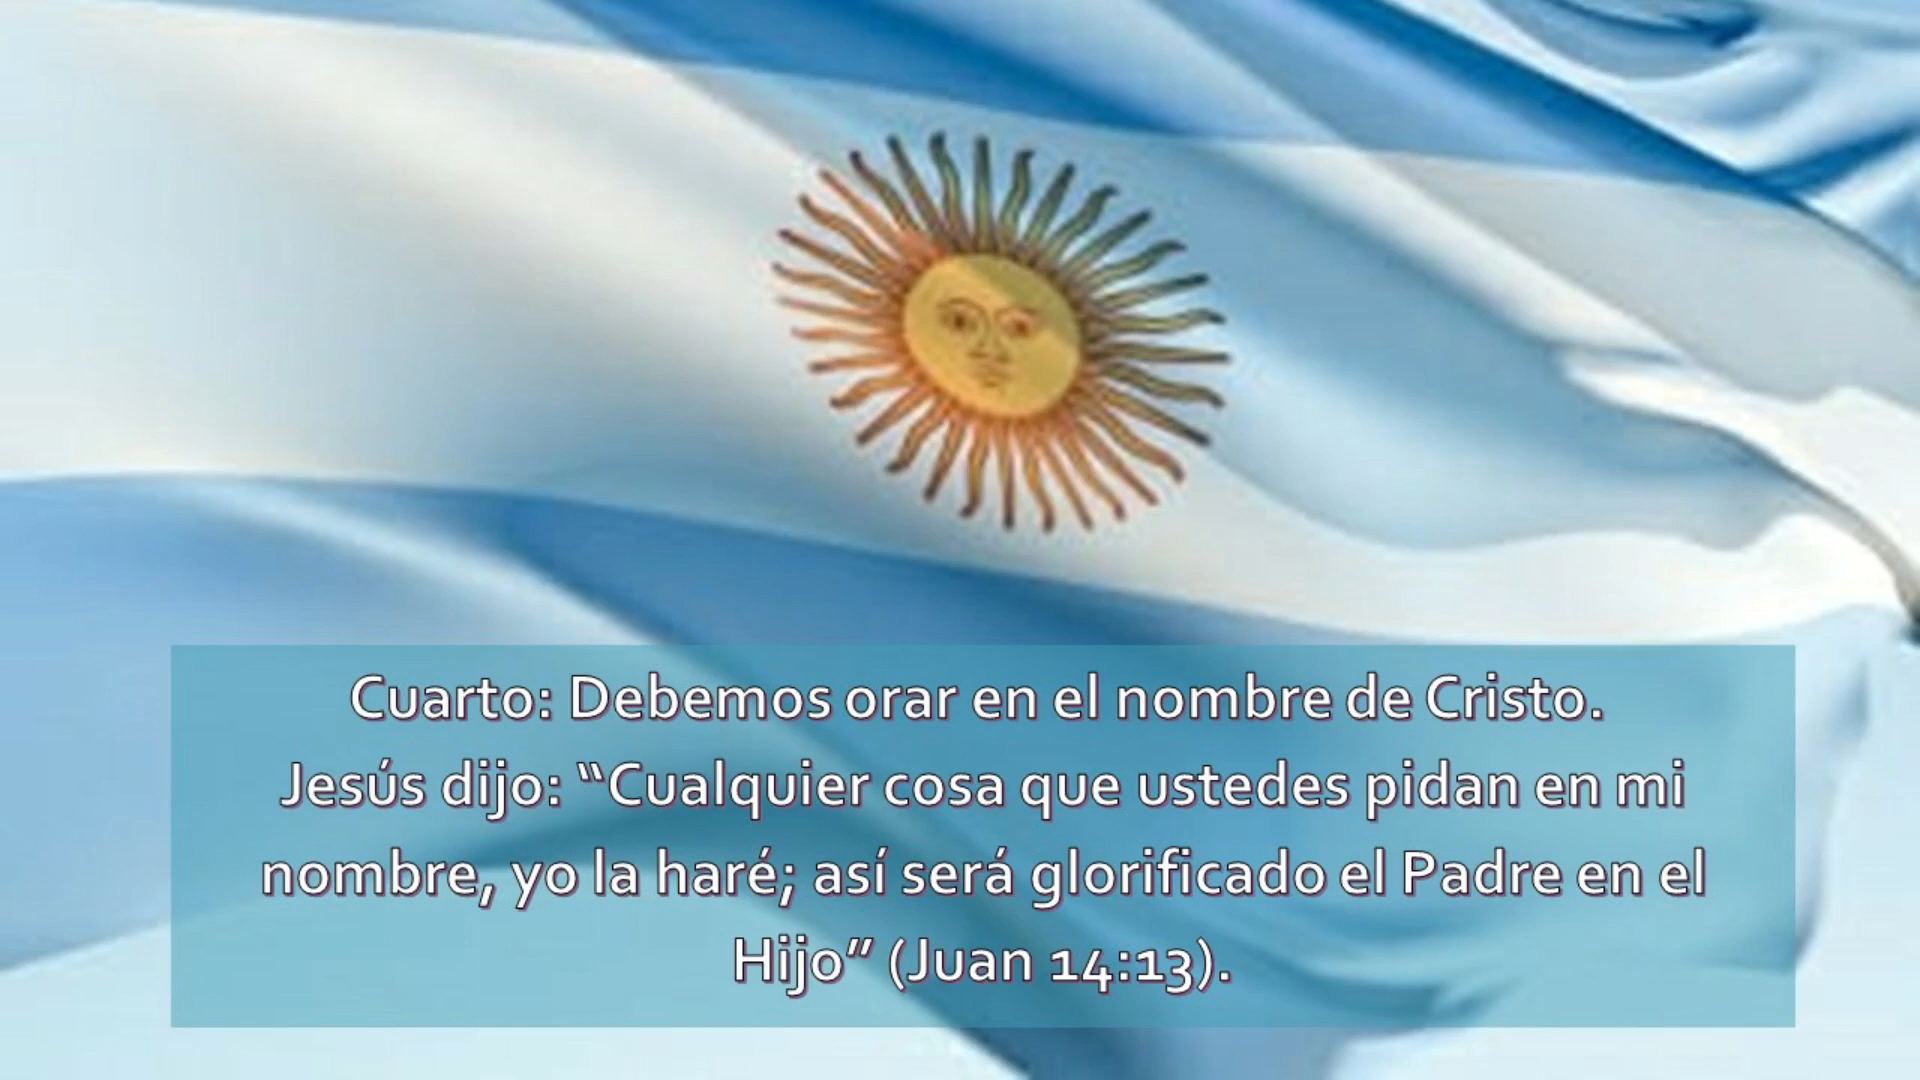 Cuarto: Debemos orar en el nombre de Cristo.
Jesús dijo: “Cualquier cosa que ustedes pidan en mi
nombre, yo la haré; así será glorificado el Padre en el
Hijo” (Juan 14:13).